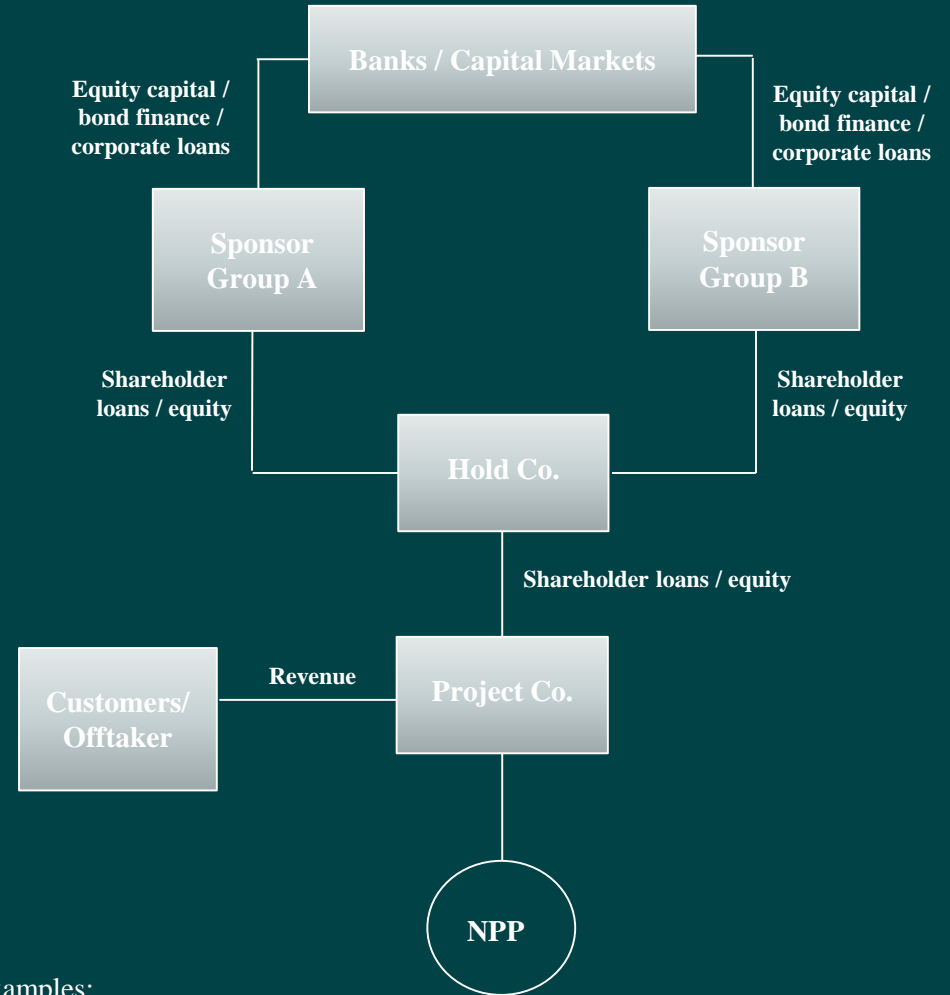 Banks / Capital Markets
Equity capital /
bond finance /
corporate loans
Equity capital /
bond finance /
corporate loans
Sponsor
Group A
Sponsor
Group B
Shareholder
loans / equity
Shareholder
loans / equity
Hold Co.
Shareholder loans / equity
Customers/
Offtaker
Revenue
Project Co.
NPP
amples: